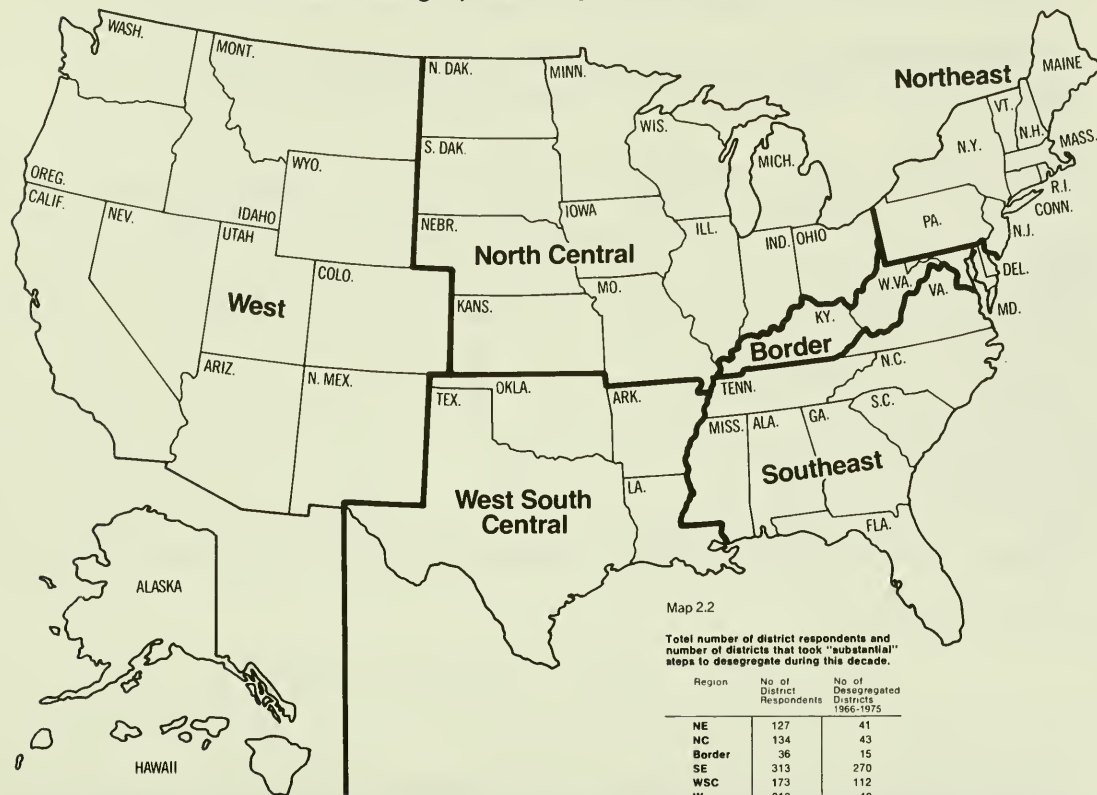 WASH.
MONT.
N. DAK.
MINN.
Northeast
MAINE
VT.
N.H.
MASS.
N.Y.
WIS.
S. DAK.
MICH.
WYO.
OREG.
IDAHO
R.I.
CONN.
CALIF.
NEV.
UTAH
NEBR.
IOWA
ILL.
IND.
OHIO
PA.
N.J.
North Central
COLO.
West
KANS.
MO.
W.VA.
VA.
DEL.
MD.
KY.
Border
ARIZ.
N. MEX.
TEX.
OKLA.
ARK.
TENN.
N.C.
S.C.
MISS.
ALA.
GA.
Southeast
West South
Central
LA.
FLA.
ALASKA
HAWAII
Map 2.2
Total number of district respondents and
number of districts that took "substantial"
steps to desegregate during this decade.
Region No of District Respondents No of Desegregated Districts 1966-1975
NE 127 41
NC 134 43
Border 36 15
SE 313 270
WSC 173 112